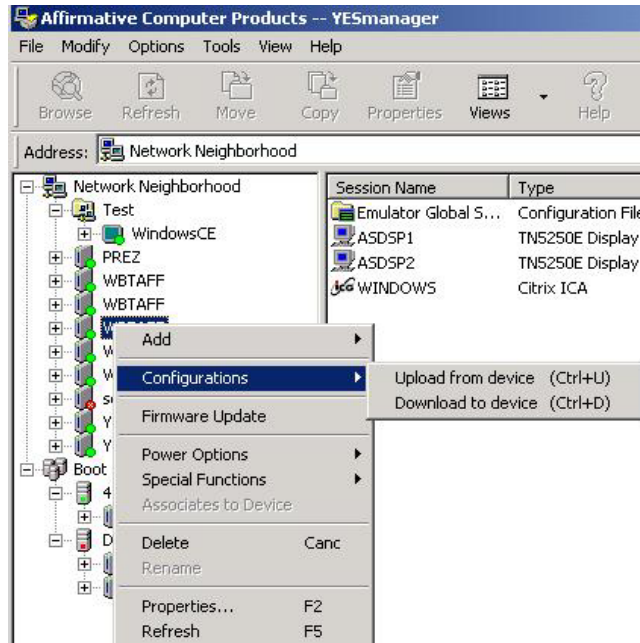 Affirmative Computer Products -- YESmanager
File Modify Options Tools View Help
Browse Refresh Move Copy Properties Views Help
Address: Network Neighborhood
Network Neighborhood
Test
WindowsCE
PREZ
WBTAFF
WBTAFF
Boot
4
D
Session Name Type
Emulator Global S... Configuration File
ASDSP1 TN5250E Display
ASDSP2 TN5250E Display
WINDOWS Citrix ICA
Add
Configurations
Firmware Update
Power Options
Special Functions
Associates to Device
Delete Canc
Rename
Properties... F2
Refresh F5
Upload from device (Ctrl+U)
Download to device (Ctrl+D)